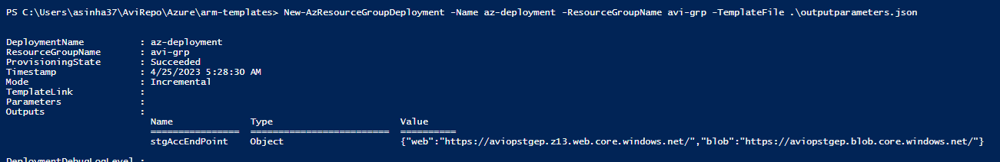 PS C:\Users\asinha37\AviRepo\Azure\arm-templates> New-AzResourceGroupDeployment -Name az-deployment -ResourceGroupName avi-grp -TemplateFile .\outputparameters.json
DeploymentName : az-deployment
ResourceGroupName : avi-grp
ProvisioningState : Succeeded
Timestamp : 4/25/2023 5:28:30 AM
Mode : Incremental
TemplateLink :
Parameters :
Outputs :
Name Type Value
================ ========================== ==========
stgAccEndPoint Object {"web":"https://aviopstgep.z13.web.core.windows.net/","blob":"https://aviopstgep.blob.core.windows.net/"}
DeploymentDebugLogLevel :